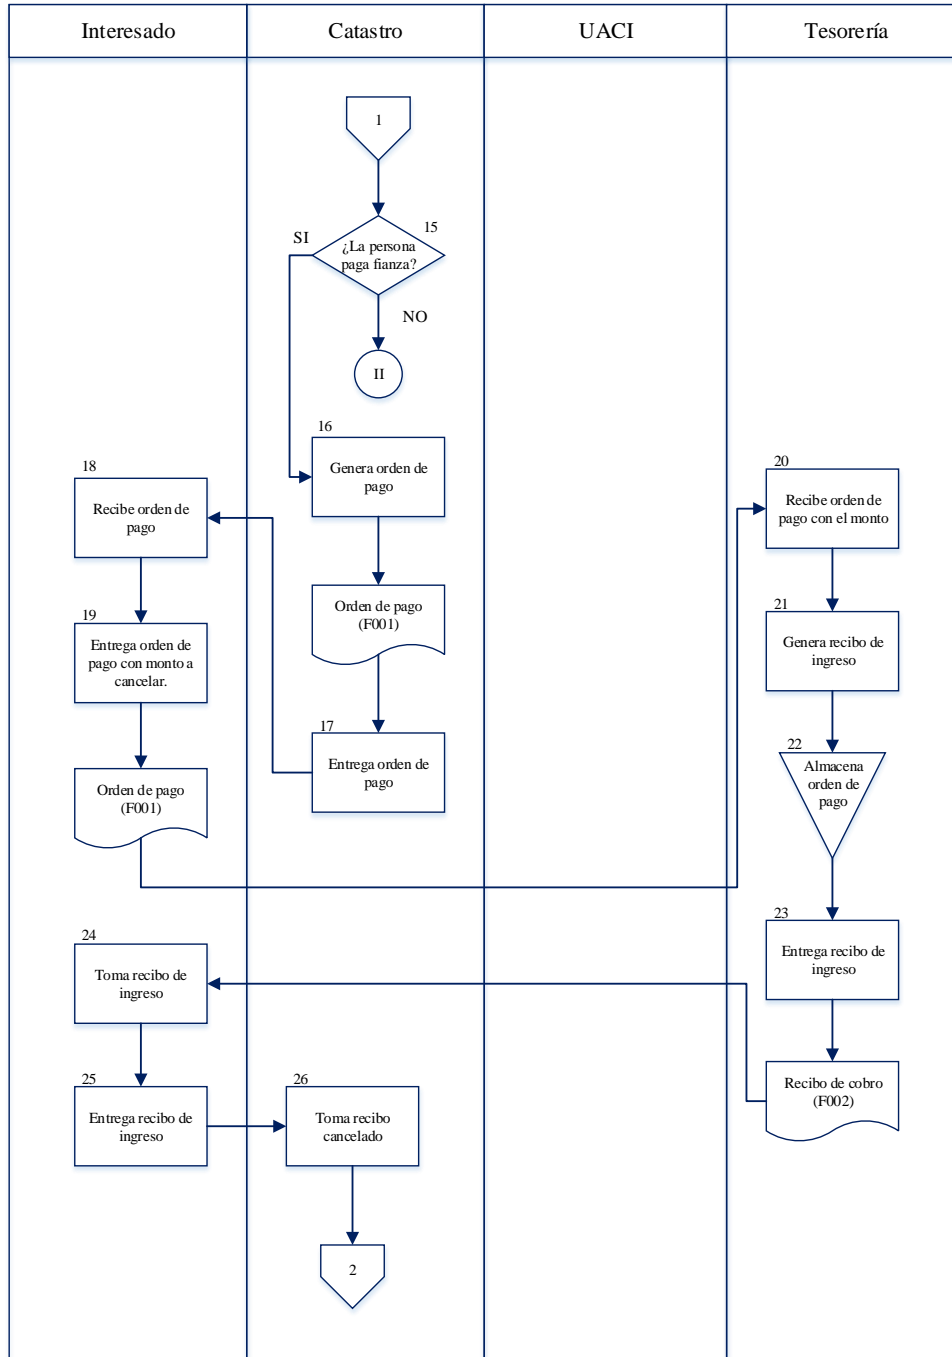 Interesado
Catastro
UACI
Tesorería
1
15
SI
¿La persona
paga fianza?
NO
II
16
Genera orden de
pago
18
Recibe orden de
pago
20
Recibe orden de
pago con el monto
Orden de pago
(F001)
19
Entrega orden de
pago con monto a
cancelar.
21
Genera recibo de
ingreso
17
Entrega orden de
pago
22
Almacena
orden de
pago
Orden de pago
(F001)
23
Entrega recibo de
ingreso
24
Toma recibo de
ingreso
Recibo de cobro
(F002)
25
Entrega recibo de
ingreso
26
Toma recibo
cancelado
2